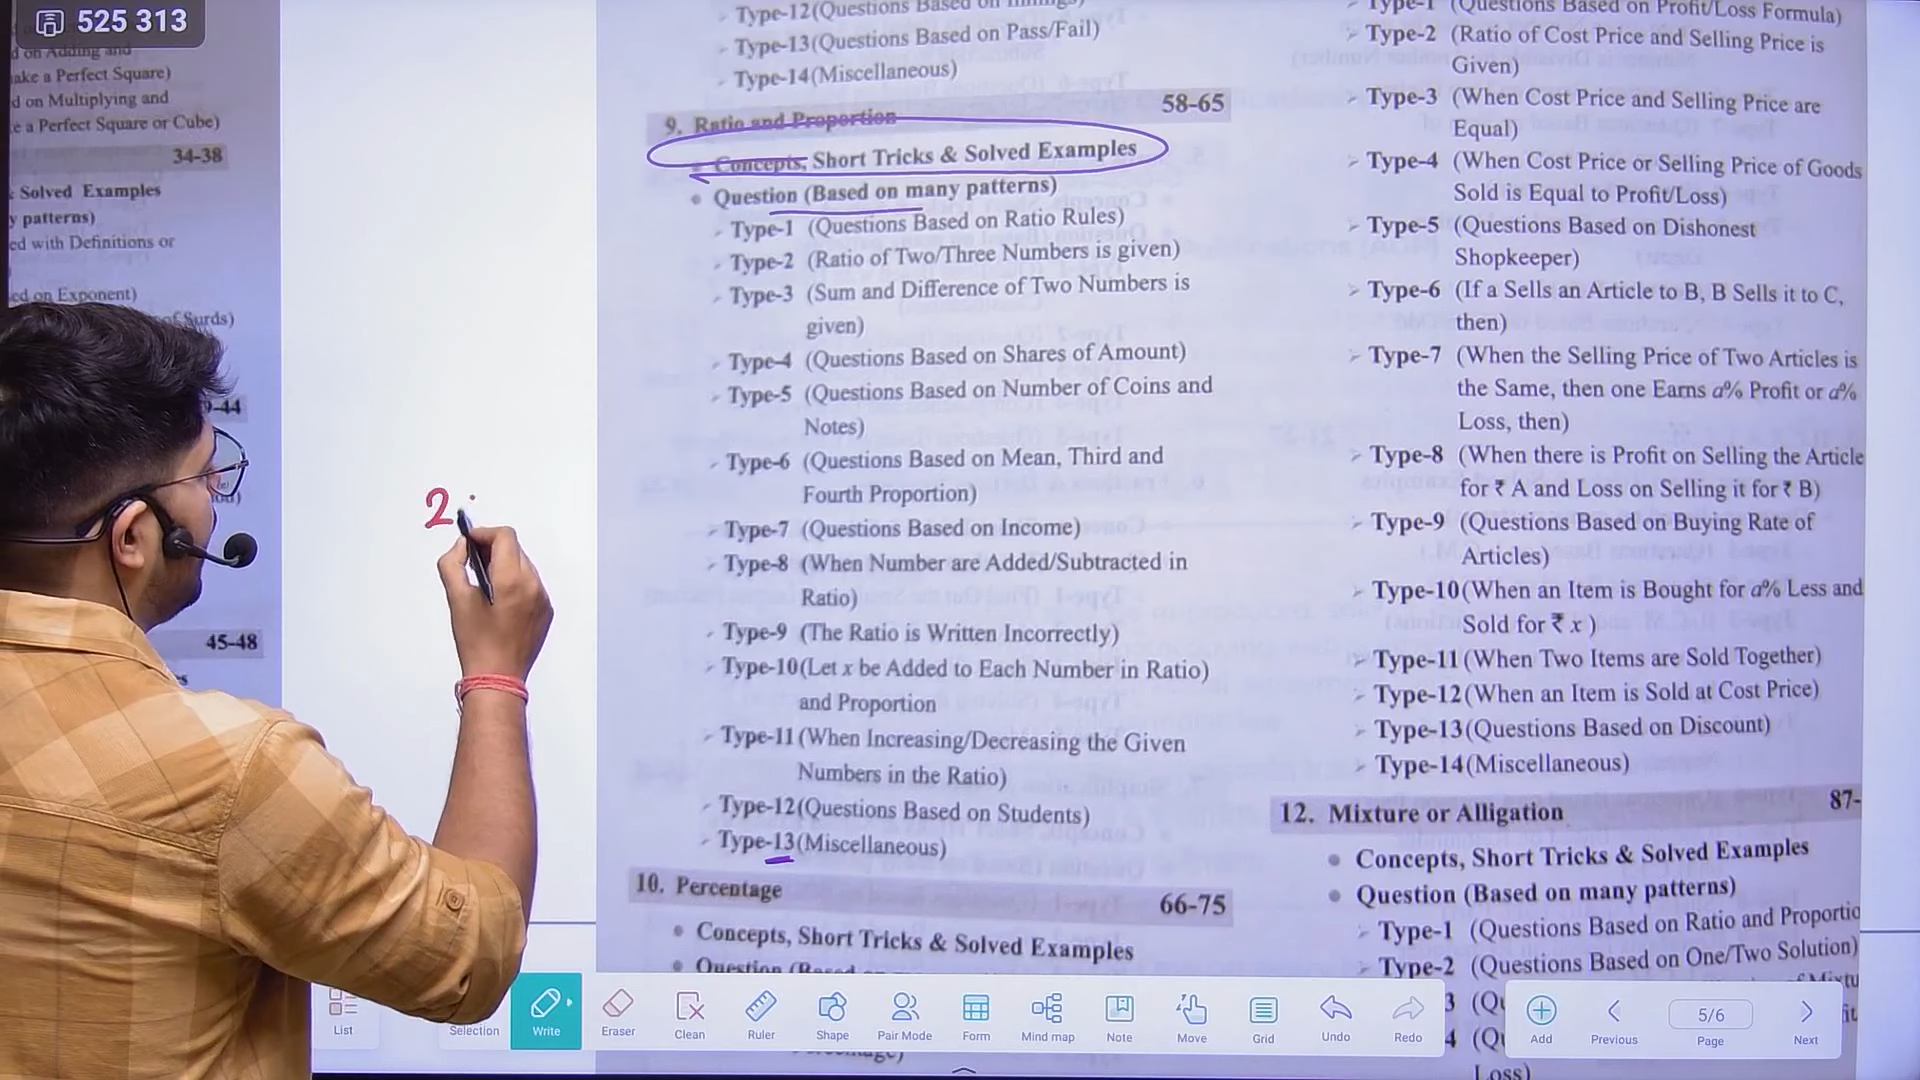 525 313
d on Adding and
ake a Perfect Square)
d on Multiplying and
e a Perfect Square or Cube)
34-38
Solved Examples
y patterns)
ed with Definitions or
ed on Exponent)
of Surds)
9-44
45-48
2
Type-12(Questions Based on
Type-13(Questions Based on Pass/Fail)
Type-14(Miscellaneous)
9. Ratio and Proportion 58-65
Concepts, Short Tricks & Solved Examples
Question (Based on many patterns)
Type-1 (Questions Based on Ratio Rules)
Type-2 (Ratio of Two/Three Numbers is given)
Type-3 (Sum and Difference of Two Numbers is
given)
Type-4 (Questions Based on Shares of Amount)
Type-5 (Questions Based on Number of Coins and
Notes)
Type-6 (Questions Based on Mean, Third and
Fourth Proportion)
Type-7 (Questions Based on Income)
Type-8 (When Number are Added/Subtracted in
Ratio)
Type-9 (The Ratio is Written Incorrectly)
Type-10(Let x be Added to Each Number in Ratio)
and Proportion
Type-11(When Increasing/Decreasing the Given
Numbers in the Ratio)
Type-12(Questions Based on Students)
Type-13(Miscellaneous)
10. Percentage 66-75
Concepts, Short Tricks & Solved Examples
Question
Type-1 (Questions Based on Profit/Loss Formula)
Type-2 (Ratio of Cost Price and Selling Price is
Given)
Type-3 (When Cost Price and Selling Price are
Equal)
Type-4 (When Cost Price or Selling Price of Goods
Sold is Equal to Profit/Loss)
Type-5 (Questions Based on Dishonest
Shopkeeper)
Type-6 (If a Sells an Article to B, B Sells it to C,
then)
Type-7 (When the Selling Price of Two Articles is
the Same, then one Earns a% Profit or a%
Loss, then)
Type-8 (When there is Profit on Selling the Article
for ₹ A and Loss on Selling it for ₹ B)
Type-9 (Questions Based on Buying Rate of
Articles)
Type-10(When an Item is Bought for a% Less and
Sold for ₹ x)
Type-11(When Two Items are Sold Together)
Type-12(When an Item is Sold at Cost Price)
Type-13(Questions Based on Discount)
Type-14(Miscellaneous)
12. Mixture or Alligation 87-
Concepts, Short Tricks & Solved Examples
Question (Based on many patterns)
Type-1 (Questions Based on Ratio and Proportio
Type-2 (Questions Based on One/Two Solution)
3 (Qu
4 (Qu
Loss)
List Selection Write Eraser Clean Ruler Shape Pair Mode Form Mind map Note Move Grid Undo Redo
Add Previous 5/6 Page Next